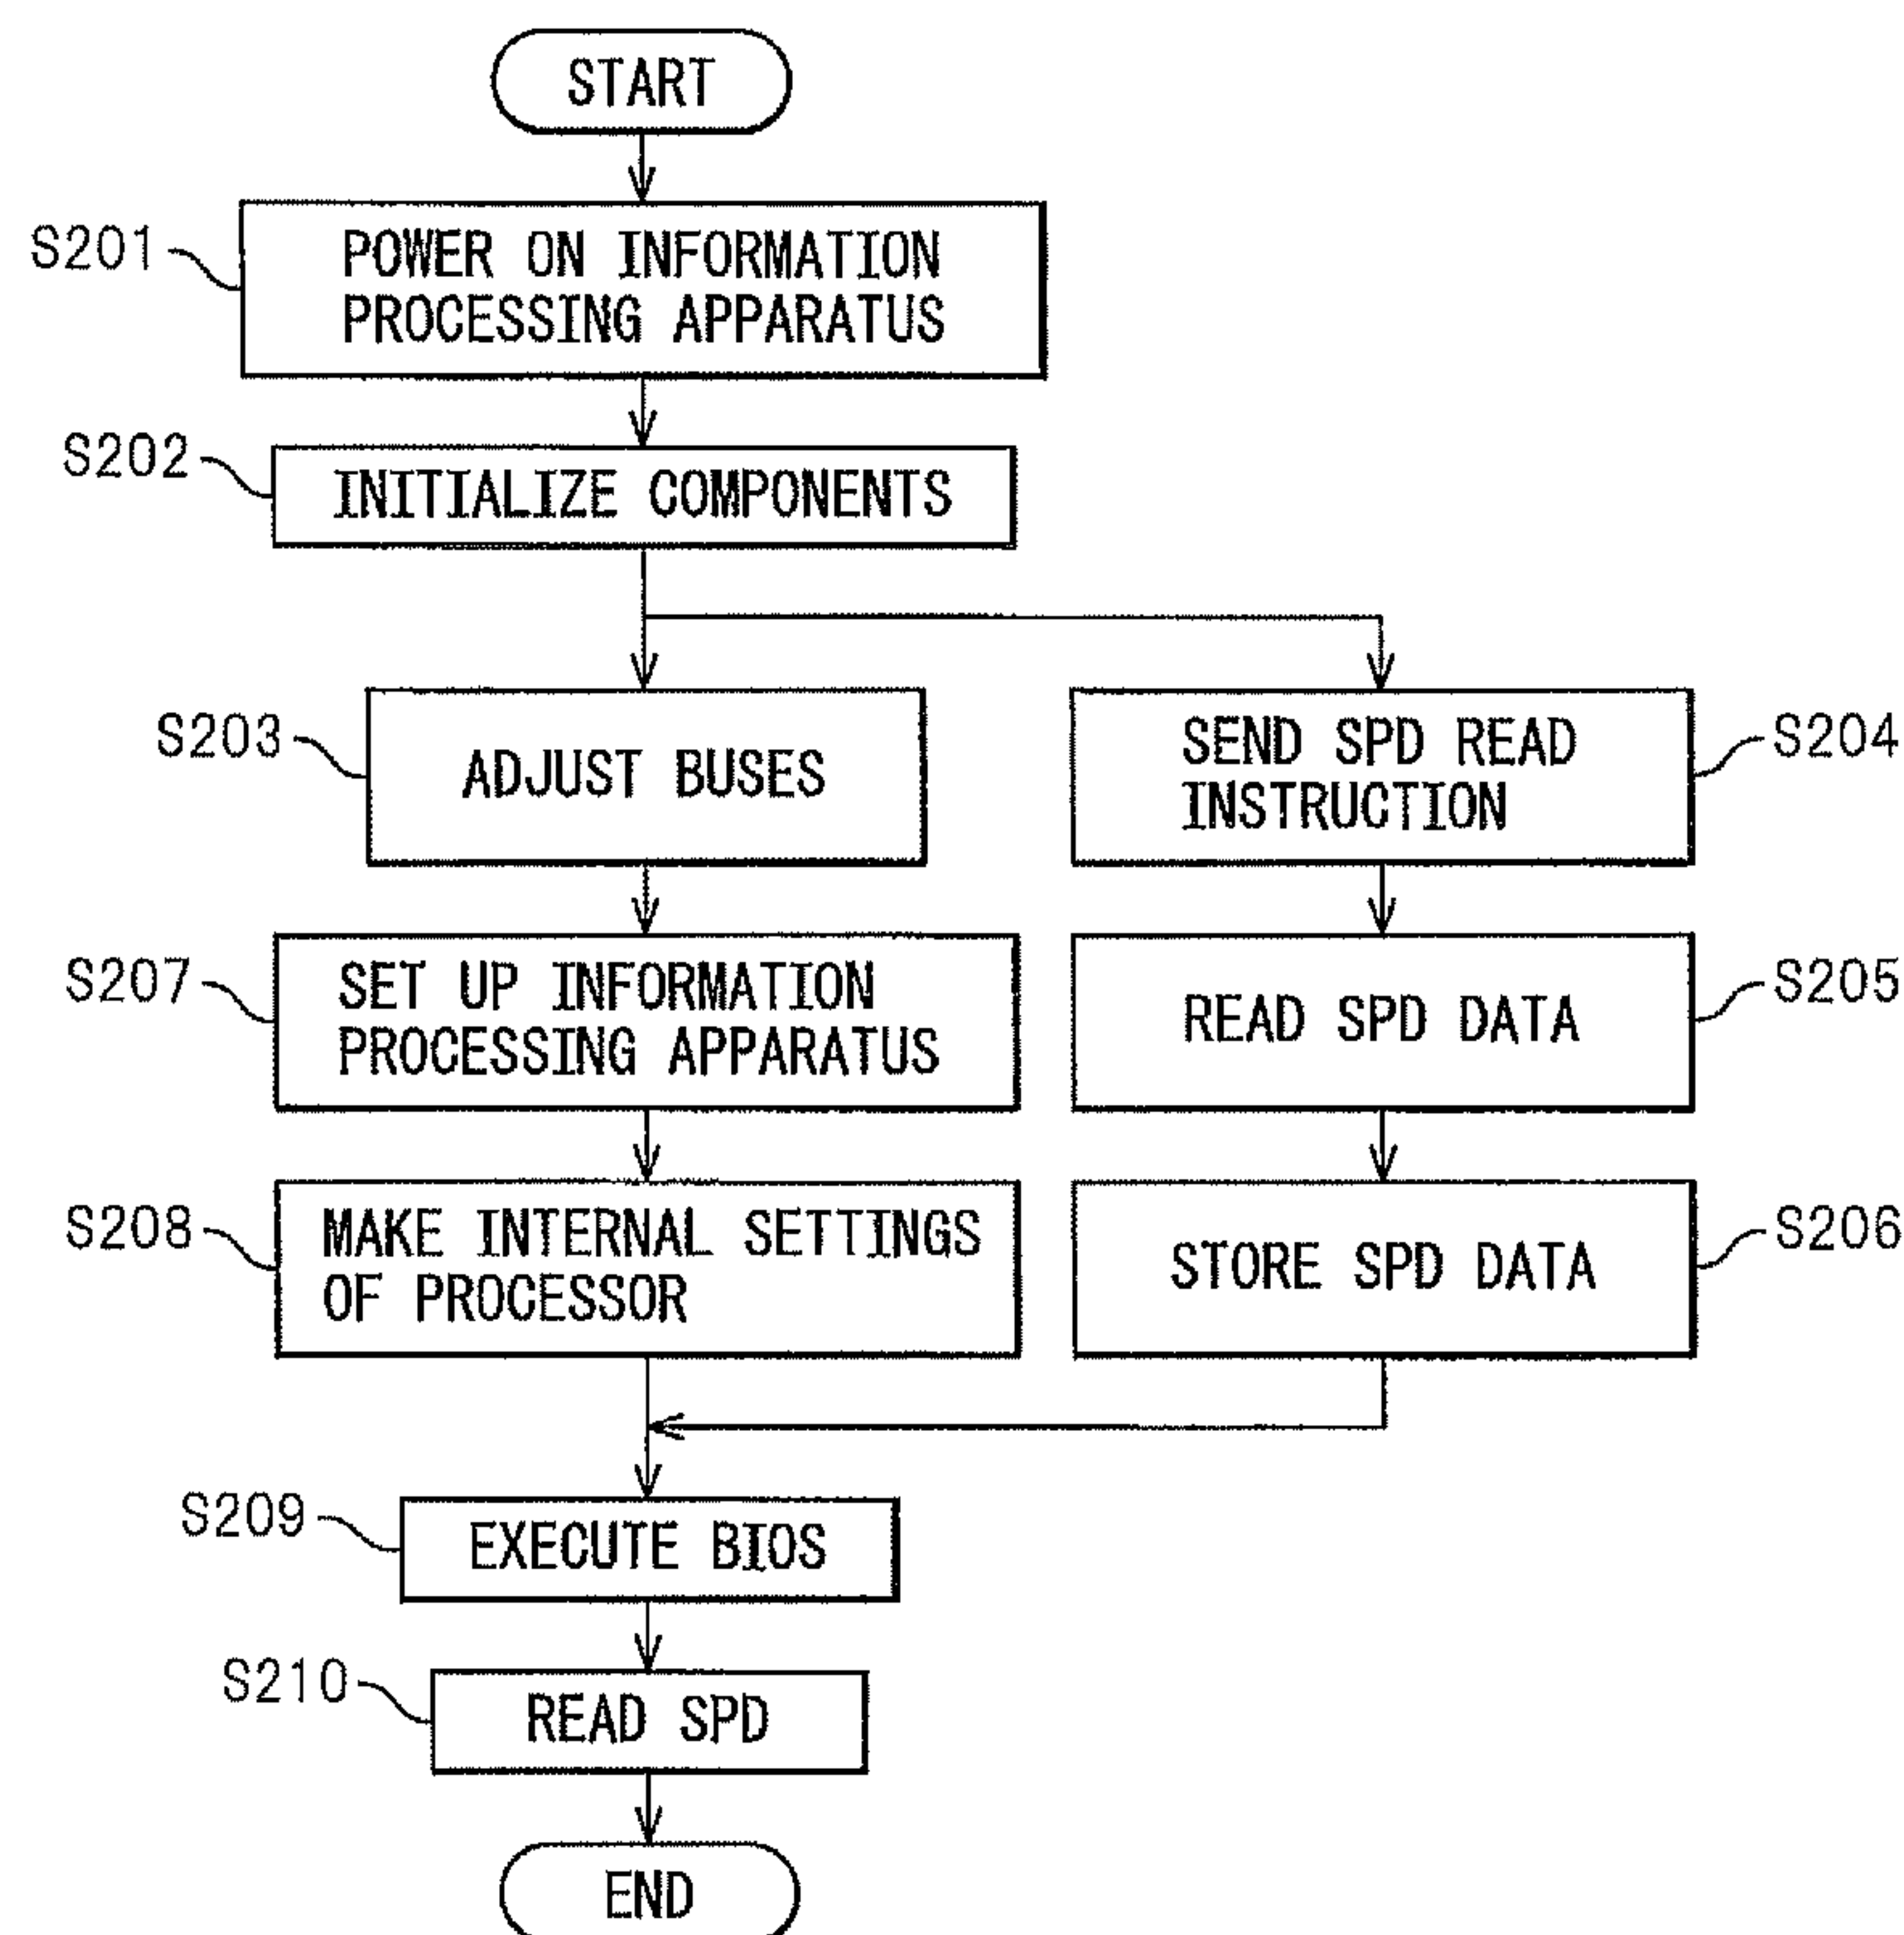 START
S201
POWER ON INFORMATION
PROCESSING APPARATUS
S202
INITIALIZE COMPONENTS
S203
ADJUST BUSES
SEND SPD READ
INSTRUCTION
S204
S207
SET UP INFORMATION
PROCESSING APPARATUS
READ SPD DATA
S205
S208
MAKE INTERNAL SETTINGS
OF PROCESSOR
STORE SPD DATA
S206
S209
EXECUTE BIOS
S210
READ SPD
END